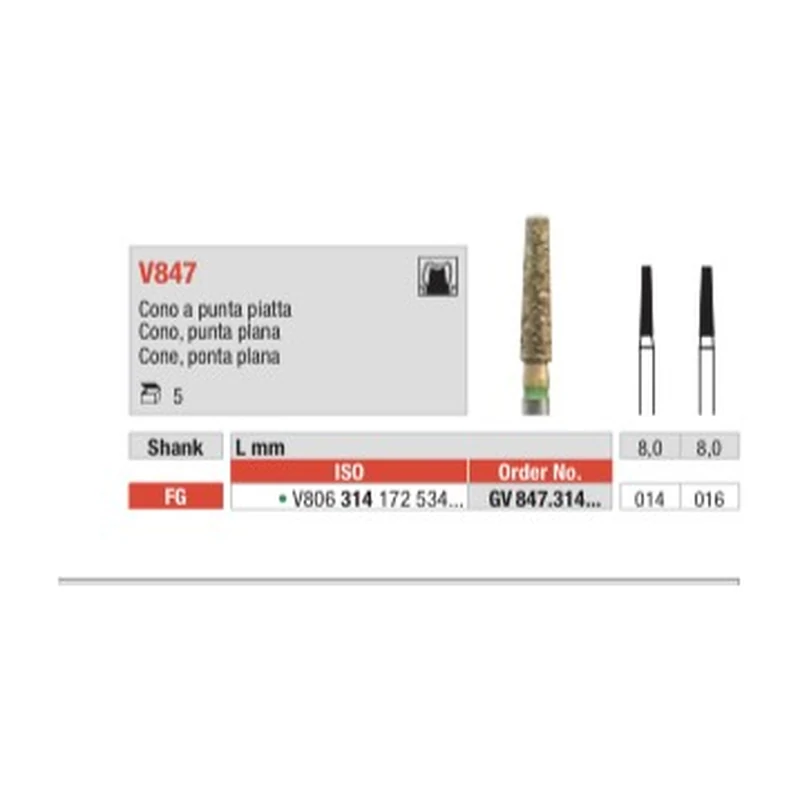 V847
Cono a punta piatta
Cono, punta plana
Cone, ponta plana
5
Shank L mm 8,0 8,0
ISO Order No.
FG • V806 314 172 534... GV 847.314... 014 016